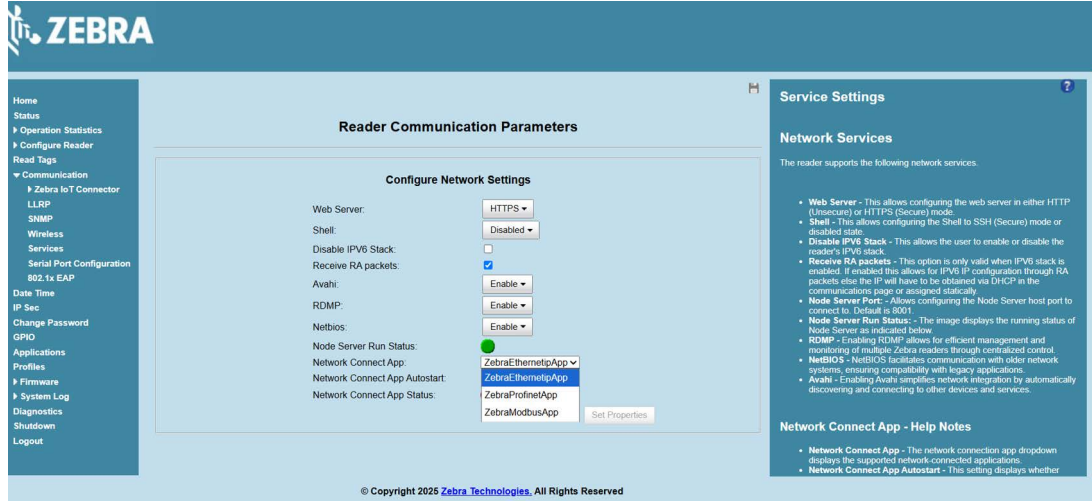 ZEBRA
Home
Status
Operation Statistics
Configure Reader
Read Tags
Communication
Zebra IoT Connector
LLRP
SNMP
Wireless
Services
Serial Port Configuration
802.1x EAP
Date Time
IP Sec
Change Password
GPIO
Applications
Profiles
Firmware
System Log
Diagnostics
Shutdown
Logout
Reader Communication Parameters
Configure Network Settings
Web Server: HTTPS
Shell: Disabled
Disable IPV6 Stack:
Receive RA packets:
Avahi: Enable
RDMP: Enable
Netbios: Enable
Node Server Run Status:
Network Connect App: ZebraEthernetipApp
Network Connect App Autostart: ZebraEthernetipApp
Network Connect App Status: ZebraProfinetApp
ZebraModbusApp
Set Properties
Service Settings
?
Network Services
The reader supports the following network services.
• Web Server - This allows configuring the web server in either HTTP
(Unsecure) or HTTPS (Secure) mode.
• Shell - This allows configuring the Shell to SSH (Secure) mode or
disabled state.
• Disable IPV6 Stack - This allows the user to enable or disable the
reader's IPV6 stack.
• Receive RA packets - This option is only valid when IPV6 stack is
enabled. If enabled this allows for IPV6 IP configuration through RA
packets else the IP will have to be obtained via DHCP in the
communications page or assigned statically.
• Node Server Port: - Allows configuring the Node Server host port to
connect to. Default is 8001.
• Node Server Run Status: - The image displays the running status of
Node Server as indicated below.
• RDMP - Enabling RDMP allows for efficient management and
monitoring of multiple Zebra readers through centralized control.
• NetBIOS - NetBIOS facilitates communication with older network
systems, ensuring compatibility with legacy applications.
• Avahi - Enabling Avahi simplifies network integration by automatically
discovering and connecting to other devices and services.
Network Connect App - Help Notes
• Network Connect App - The network connection app dropdown
displays the supported network-connected applications.
• Network Connect App Autostart - This setting displays whether
© Copyright 2025 Zebra Technologies. All Rights Reserved